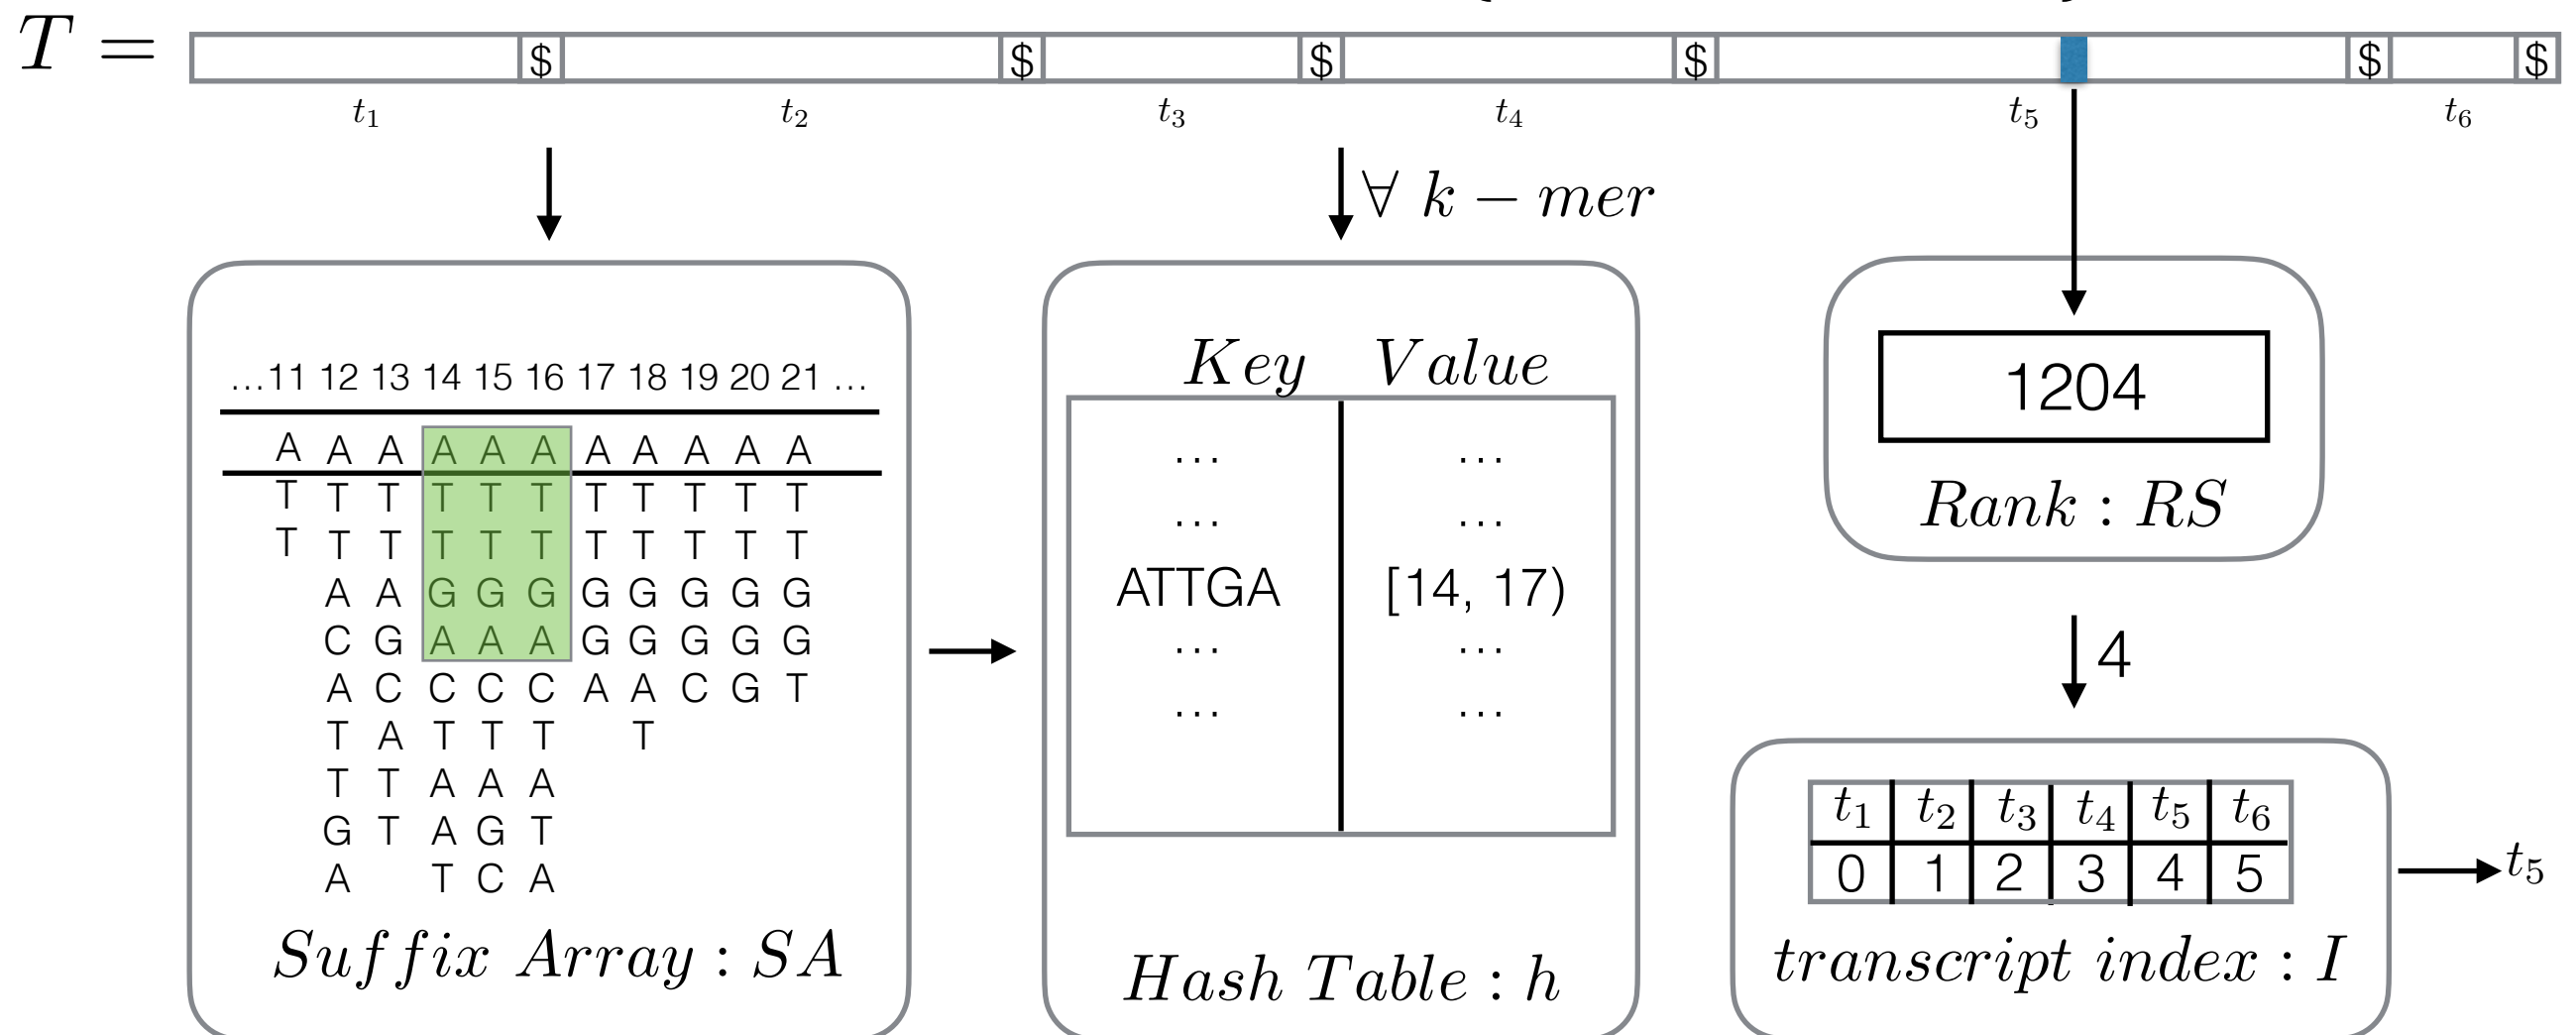 T =
$ $ $ $ $ $
t₁ t₂ t₃ t₄ t₅ t₆
∀ k − mer
...11 12 13 14 15 16 17 18 19 20 21 ...
A A A A A A A A A A A
T T T T T T T T T T T
T T T T T T T T T T T
A A G G G G G G G G
C G A A A G G G G G
A C C C C A A C G T
T A T T T T
T T A A A
G T A G T
A T C A
Suffix Array : SA
Key Value
... ...
... ...
ATTGA [14, 17)
... ...
... ...
Hash Table : h
1204
Rank : RS
4
t₁ t₂ t₃ t₄ t₅ t₆
0 1 2 3 4 5
transcript index : I
t₅